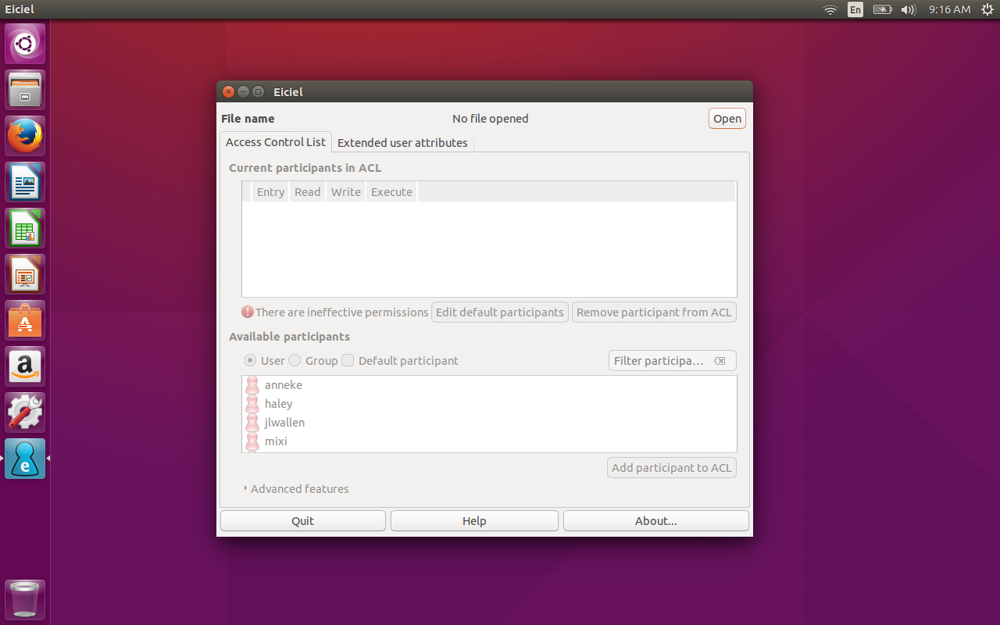 Eiciel
En
9:16 AM
Eiciel
File name No file opened Open
Access Control List Extended user attributes
Current participants in ACL
Entry Read Write Execute
There are ineffective permissions Edit default participants Remove participant from ACL
Available participants
User Group Default participant Filter participa...
anneke
haley
jlwallen
mixi
Add participant to ACL
Advanced features
Quit Help About...
A
a
e